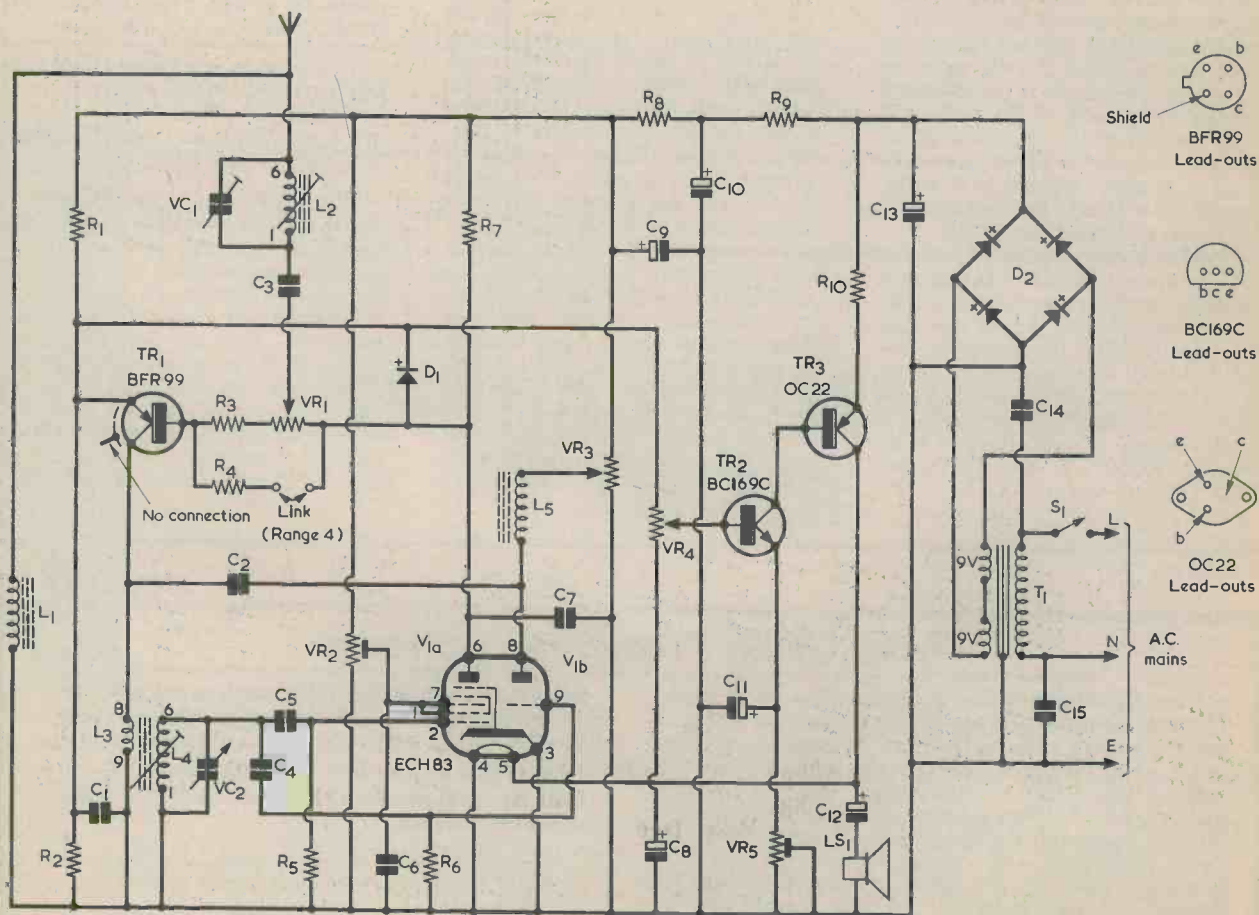 e b
Shield
c
BFR99
Lead-outs
R8
R9
6
VC1
L2
1
C10
R1
R7
C13
C9
D2
C3
R10
b c e
BC169C
Lead-outs
TR1
BFR99
R3
VR1
D1
TR3
OC22
C14
R4
Link
(Range 4)
No connection
VR3
L5
TR2
BC169C
VR4
e c
b
OC22
Lead-outs
S1
L
9V
T1
9V
N
A.C.
mains
C15
E
L1
C2
C7
VR2
V1a
6 8
V1b
7 9
1
2
3
4 5
ECH83
C11
8
L3
9
6
L4
1
C5
VC2
C4
C1
R2
R5
C6
R6
C8
VR5
C12
LS1